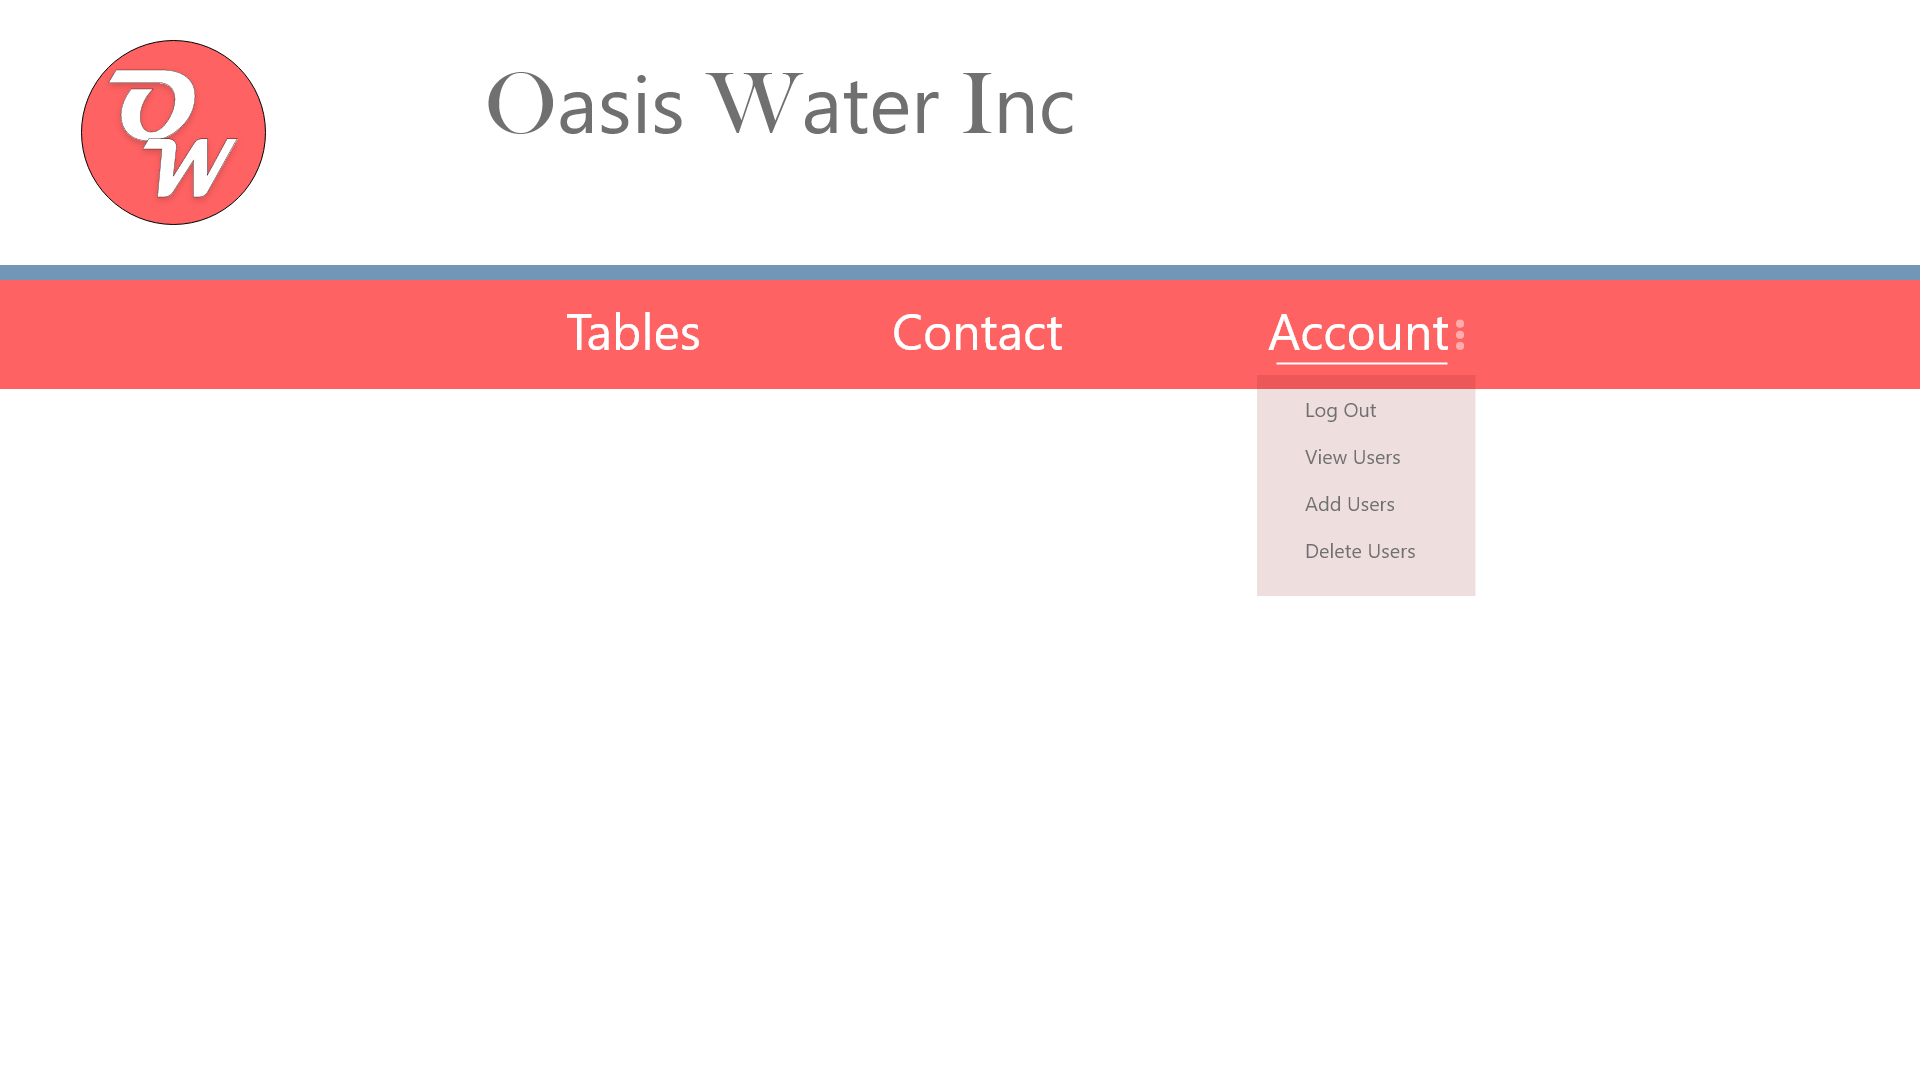 OW
Oasis Water Inc
Tables Contact Account
Log Out
View Users
Add Users
Delete Users